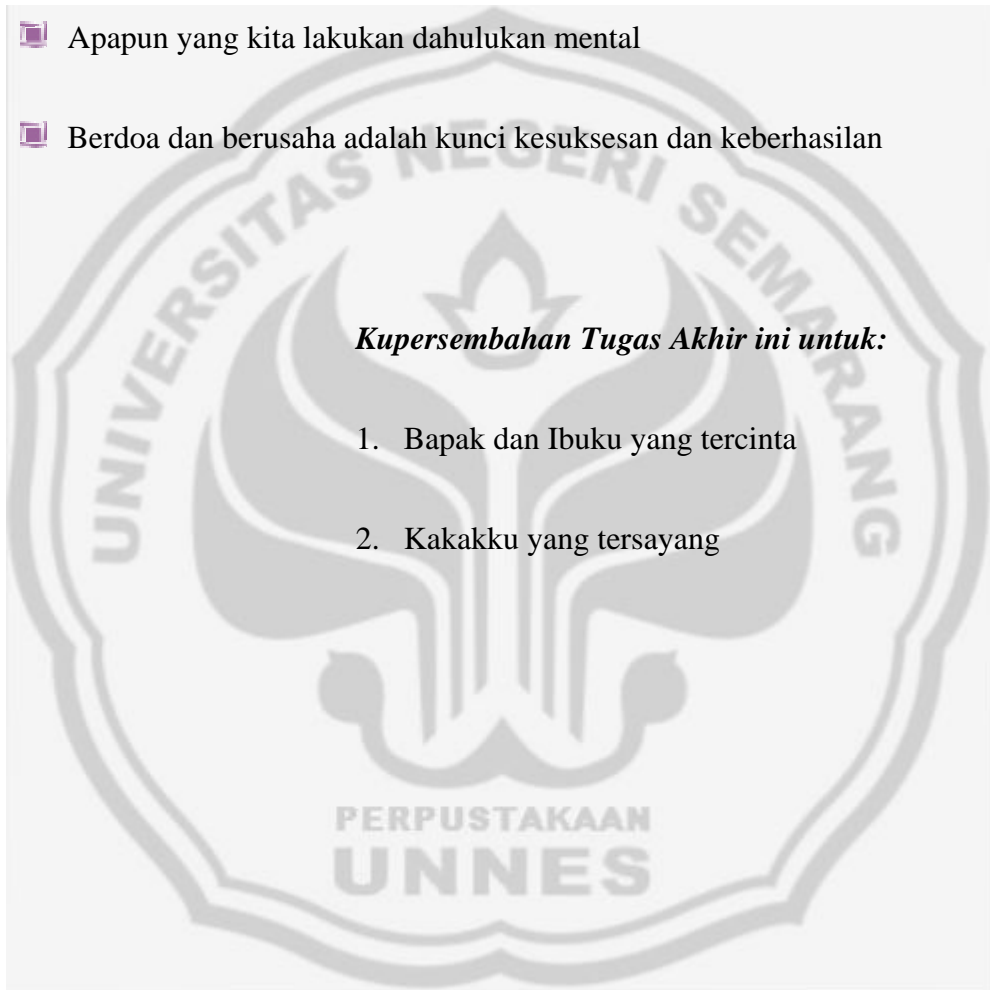 Apapun yang kita lakukan dahulukan mental
Berdoa dan berusaha adalah kunci kesuksesan dan keberhasilan
UNIVERSITAS NEGERI SEMARANG
Kupersembahan Tugas Akhir ini untuk:
1. Bapak dan Ibuku yang tercinta
2. Kakakku yang tersayang
PERPUSTAKAAN
UNNES